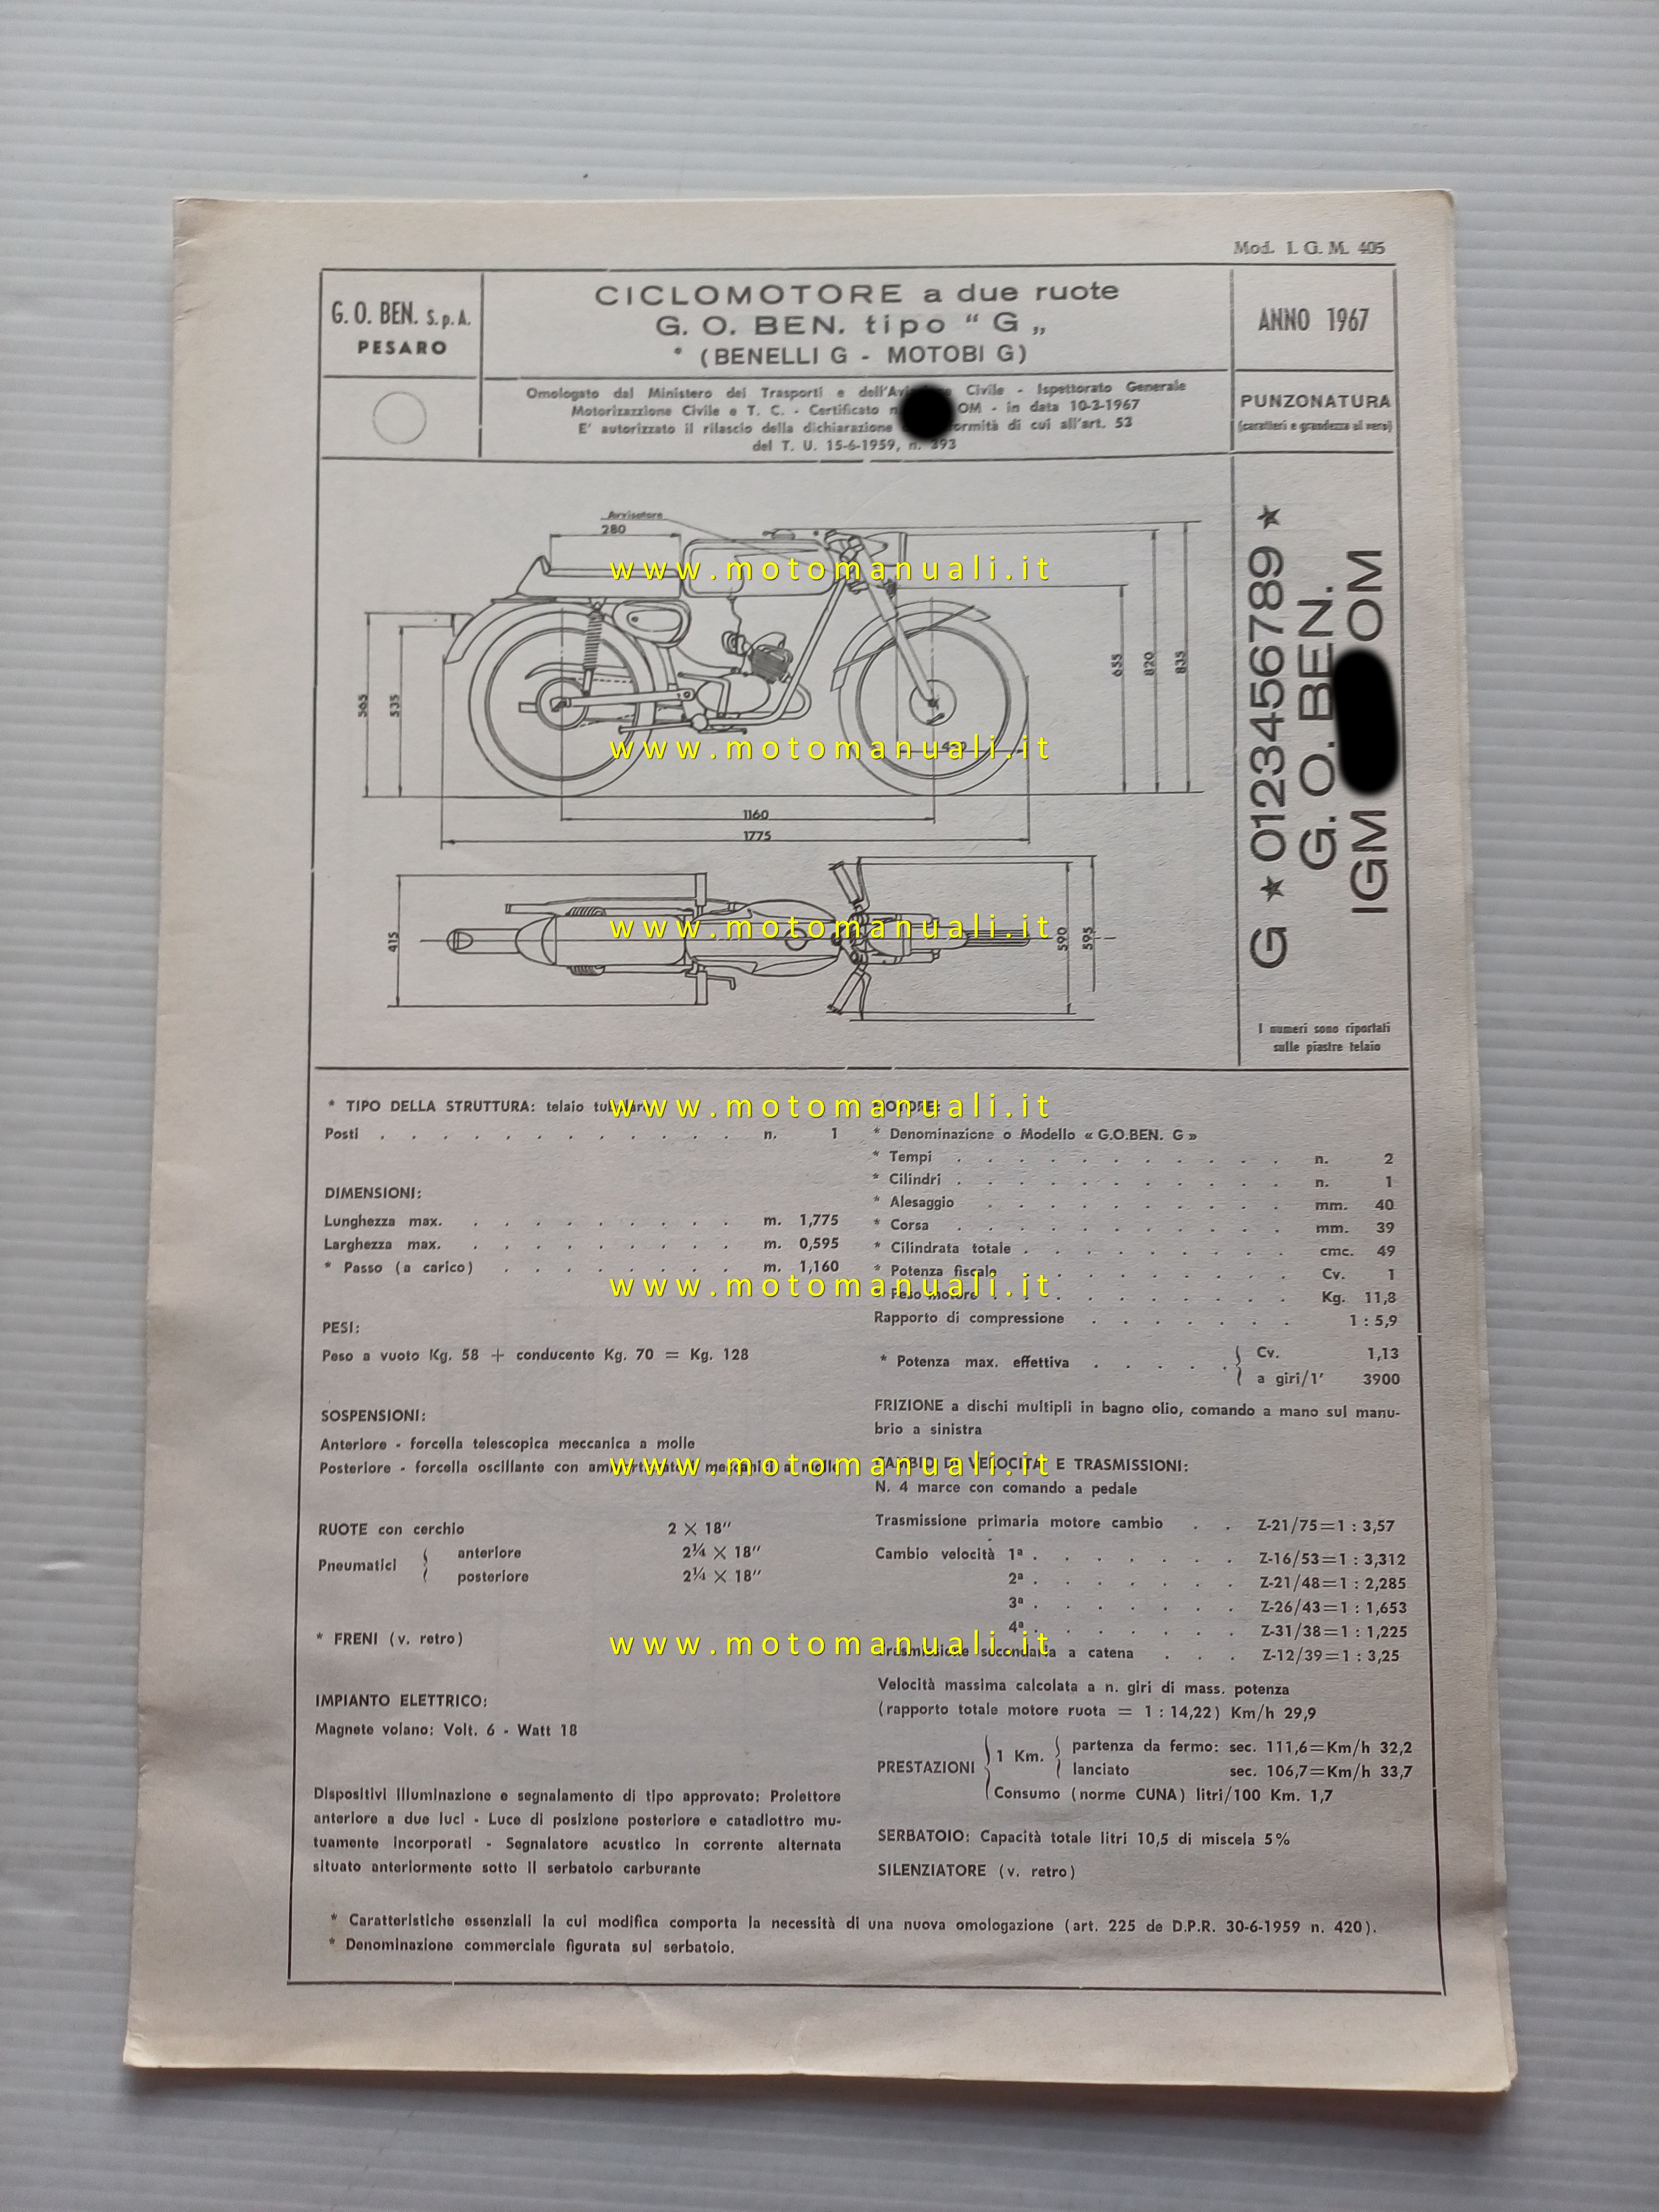 Mod. I. G. M. 405
G. O. BEN. S.p.A.
PESARO
CICLOMOTORE a due ruote
G. O. BEN. tipo “ G „
* (BENELLI G - MOTOBI G)
ANNO 1967
Omologato dal Ministero dei Trasporti e dell'Av Civile - Ispettorato Generale
Motorizazzione Civile e T. C. - Certificato n OM - in data 10-3-1967
E' autorizzato il rilascio della dichiarazione ormità di cui all'art. 53
del T. U. 15-6-1959, n. 393
PUNZONATURA
(caratteri e grandezza al vero)
Avvisatore
280
565
535
655
820
835
1160
1775
415
590
595
G ★ 0123456789 ★
G. O. BEN.
IGM OM
I numeri sono riportati
sulle piastre telaio
www.motomanuali.it
www.motomanuali.it
www.motomanuali.it
www.motomanuali.it
www.motomanuali.it
www.motomanuali.it
www.motomanuali.it
* TIPO DELLA STRUTTURA: telaio
Posti . . . . . . . . . . . . n. 1
DIMENSIONI:
Lunghezza max. . . . . . . . . . m. 1,775
Larghezza max. . . . . . . . . . m. 0,595
* Passo (a carico) . . . . . . . . m. 1,160
PESI:
Peso a vuoto Kg. 58 + conducente Kg. 70 = Kg. 128
SOSPENSIONI:
Anteriore - forcella telescopica meccanica a molle
Posteriore - forcella oscillante con a molle
RUOTE con cerchio 2 × 18″
Pneumatici { anteriore 2¼ × 18″
posteriore 2¼ × 18″
* FRENI (v. retro)
IMPIANTO ELETTRICO:
Magnete volano: Volt. 6 - Watt 18
Dispositivi illuminazione e segnalamento di tipo approvato: Proiettore
anteriore a due luci - Luce di posizione posteriore e catadiottro mu-
tuamente incorporati - Segnalatore acustico in corrente alternata
situato anteriormente sotto il serbatoio carburante
MOTORE:
* Denominazione o Modello « G.O.BEN. G »
* Tempi . . . . . . . . . . . n. 2
* Cilindri . . . . . . . . . . . n. 1
* Alesaggio . . . . . . . . . . mm. 40
* Corsa . . . . . . . . . . . mm. 39
* Cilindrata totale . . . . . . . . . cmc. 49
* Potenza fiscale . . . . . . . . . Cv. 1
Peso motore . . . . . . . . . . Kg. 11,8
Rapporto di compressione . . . . . . . 1 : 5,9
* Potenza max. effettiva . . . . . { Cv. 1,13
a giri/1' 3900
FRIZIONE a dischi multipli in bagno olio, comando a mano sul manu-
brio a sinistra
CAMBIO DI VELOCITA' E TRASMISSIONI:
N. 4 marce con comando a pedale
Trasmissione primaria motore cambio . . Z-21/75=1 : 3,57
Cambio velocità 1ª . . . . . . . Z-16/53=1 : 3,312
2ª . . . . . . . Z-21/48=1 : 2,285
3ª . . . . . . . Z-26/43=1 : 1,653
4ª . . . . . . . Z-31/38=1 : 1,225
Trasmissione secondaria a catena . . . Z-12/39=1 : 3,25
Velocità massima calcolata a n. giri di mass. potenza
(rapporto totale motore ruota = 1 : 14,22) Km/h 29,9
PRESTAZIONI { 1 Km. { partenza da fermo: sec. 111,6=Km/h 32,2
lanciato sec. 106,7=Km/h 33,7
Consumo (norme CUNA) litri/100 Km. 1,7
SERBATOIO: Capacità totale litri 10,5 di miscela 5%
SILENZIATORE (v. retro)
* Caratteristiche essenziali la cui modifica comporta la necessità di una nuova omologazione (art. 225 de D.P.R. 30-6-1959 n. 420).
* Denominazione commerciale figurata sul serbatoio.